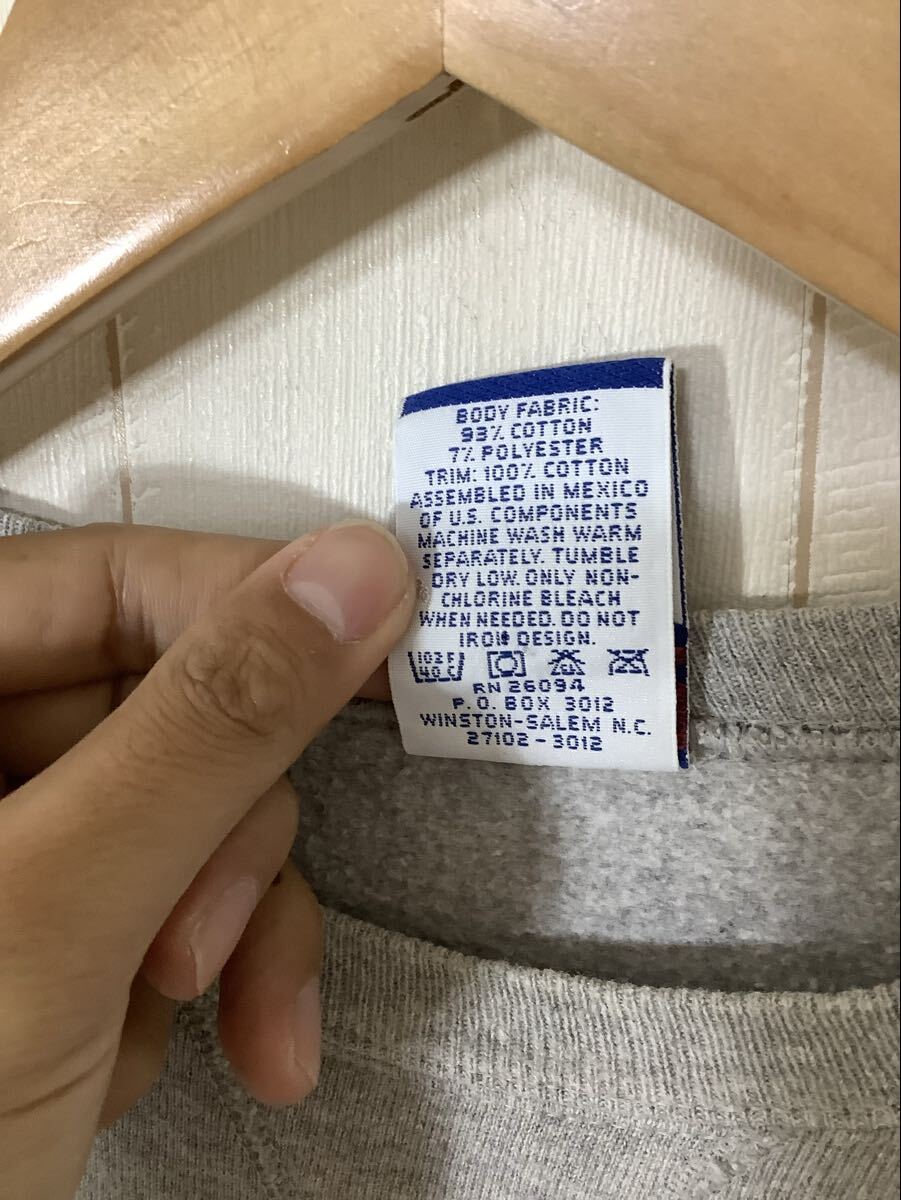 BODY FABRIC:
93% COTTON
7% POLYESTER
TRIM: 100% COTTON
ASSEMBLED IN MEXICO
OF U.S. COMPONENTS
MACHINE WASH WARM
SEPARATELY. TUMBLE
DRY LOW. ONLY NON-
CHLORINE BLEACH
WHEN NEEDED. DO NOT
IRON DESIGN.
102 F
40 C
RN 26094
P.O. BOX 3012
WINSTON-SALEM N.C.
27102-3012